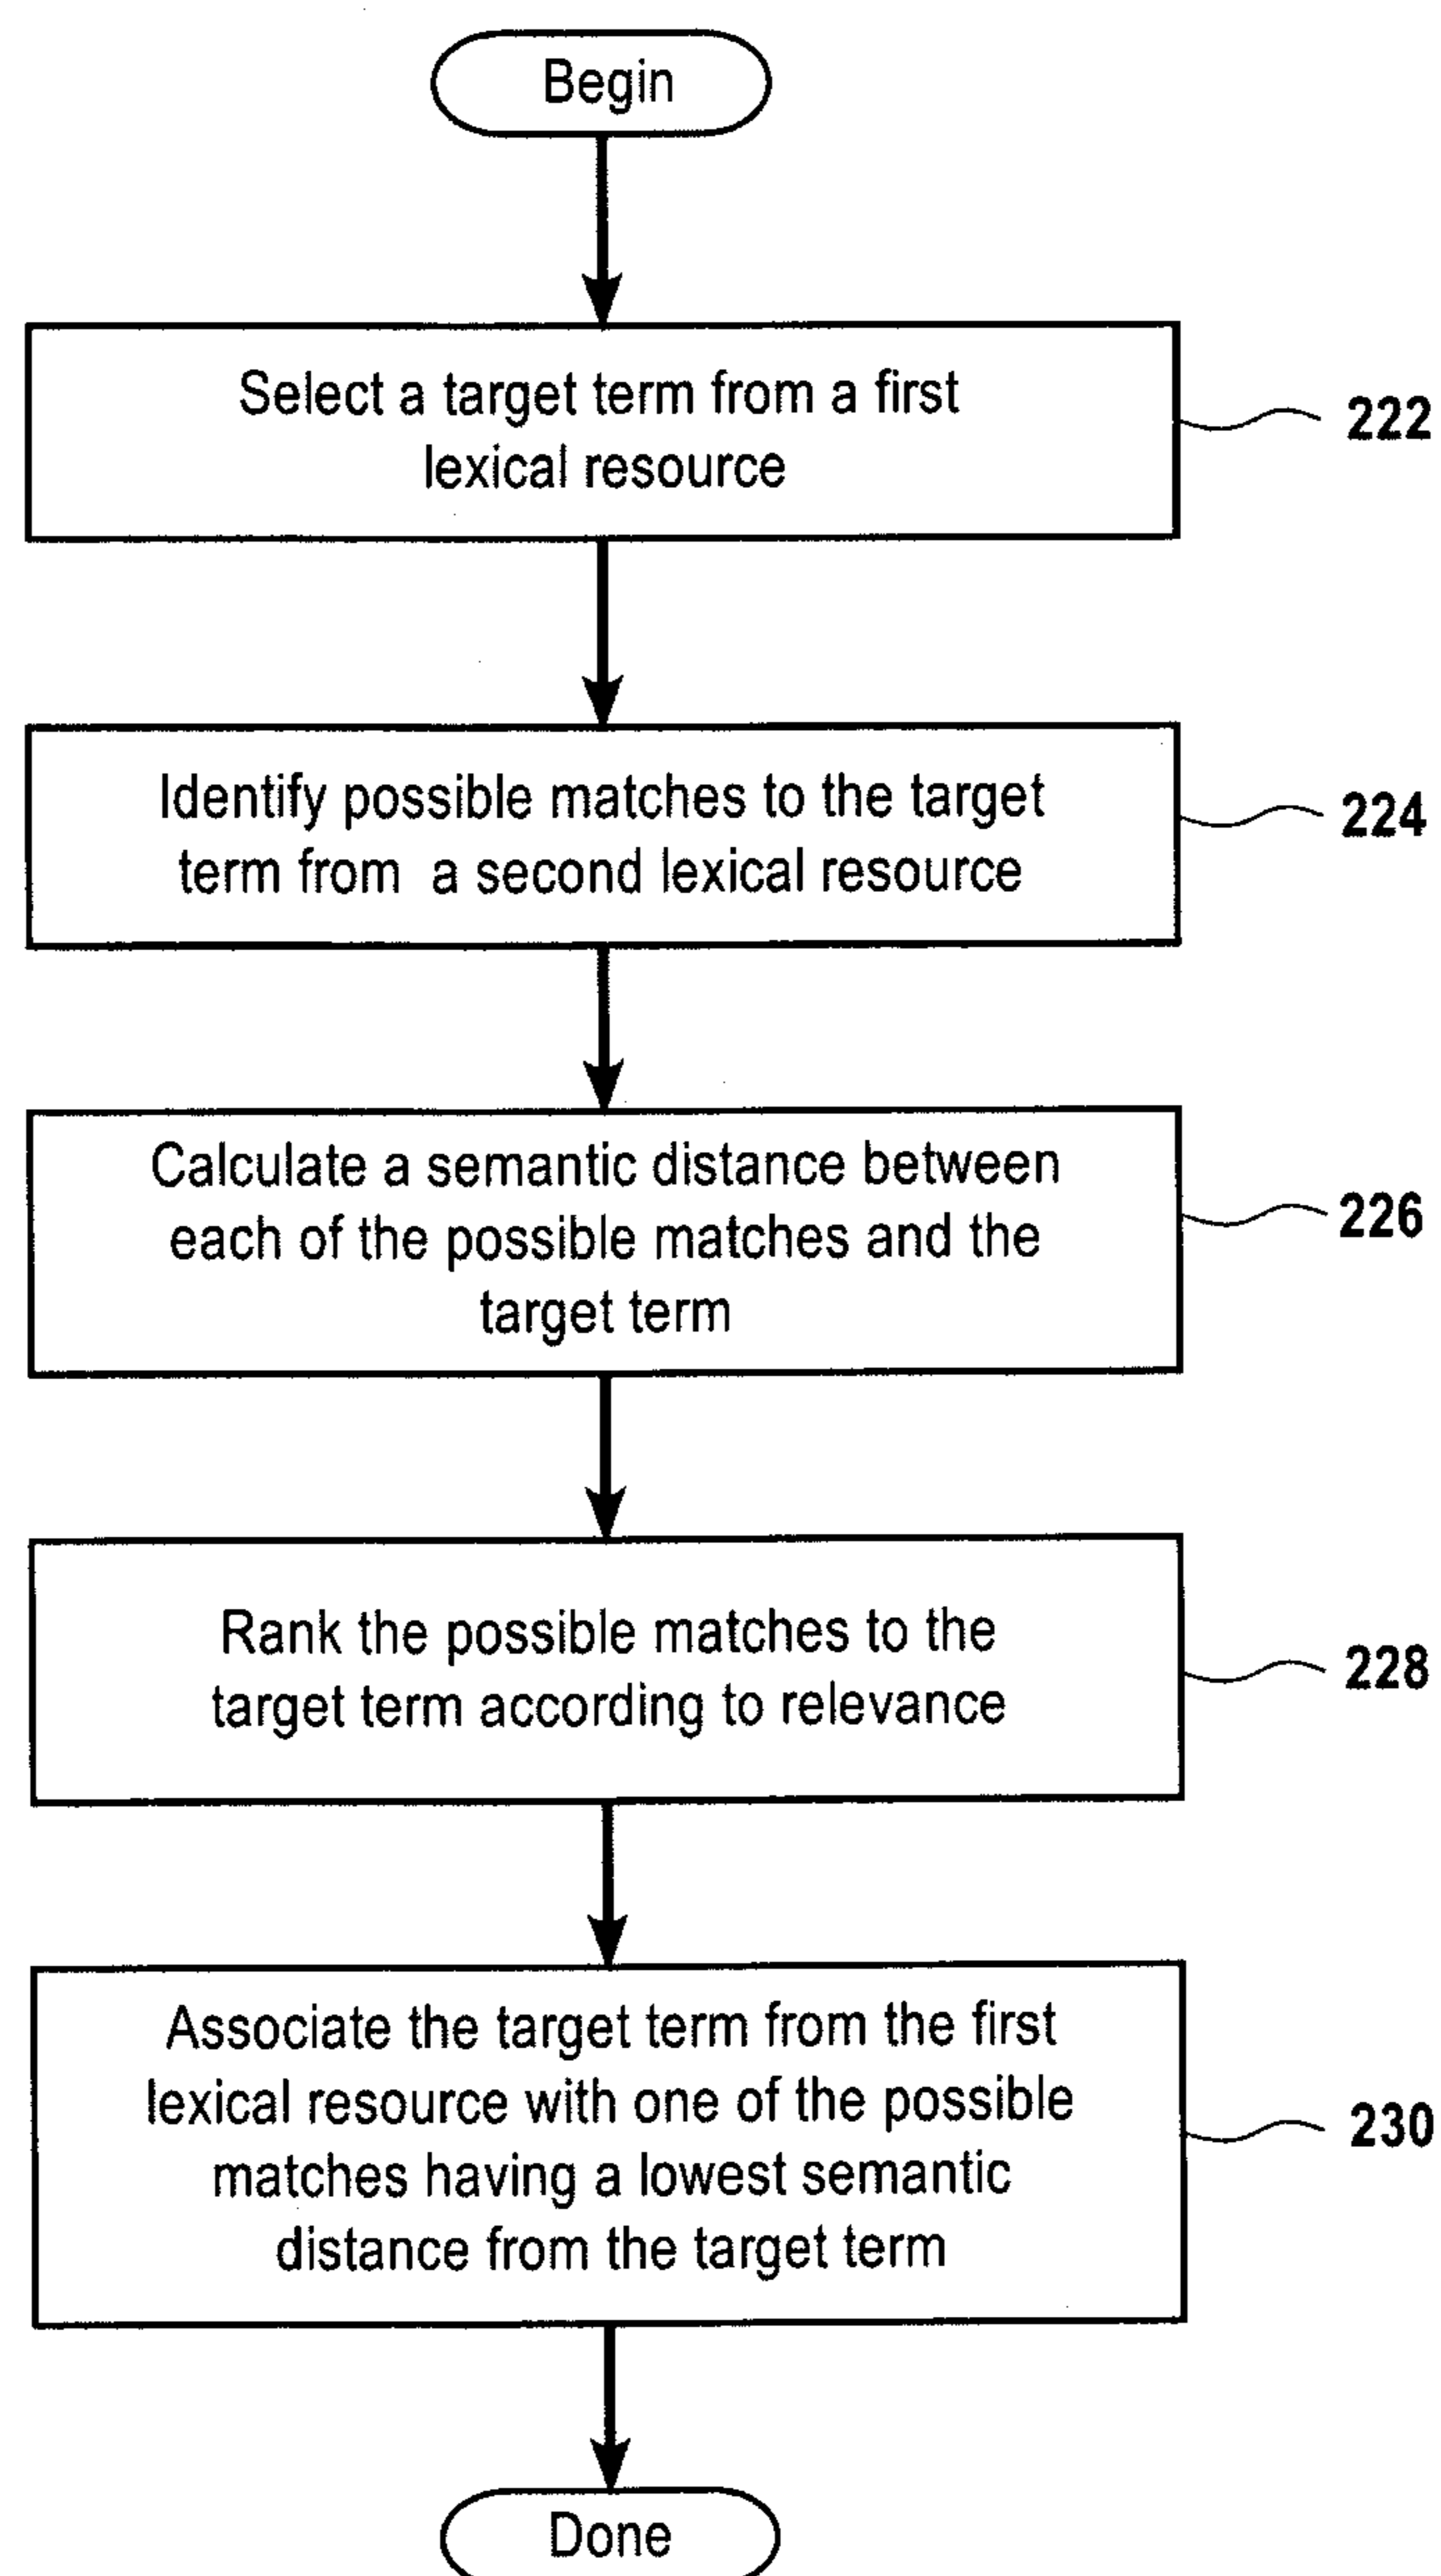 Begin
Select a target term from a first
lexical resource
222
Identify possible matches to the target
term from a second lexical resource
224
Calculate a semantic distance between
each of the possible matches and the
target term
226
Rank the possible matches to the
target term according to relevance
228
Associate the target term from the first
lexical resource with one of the possible
matches having a lowest semantic
distance from the target term
230
Done